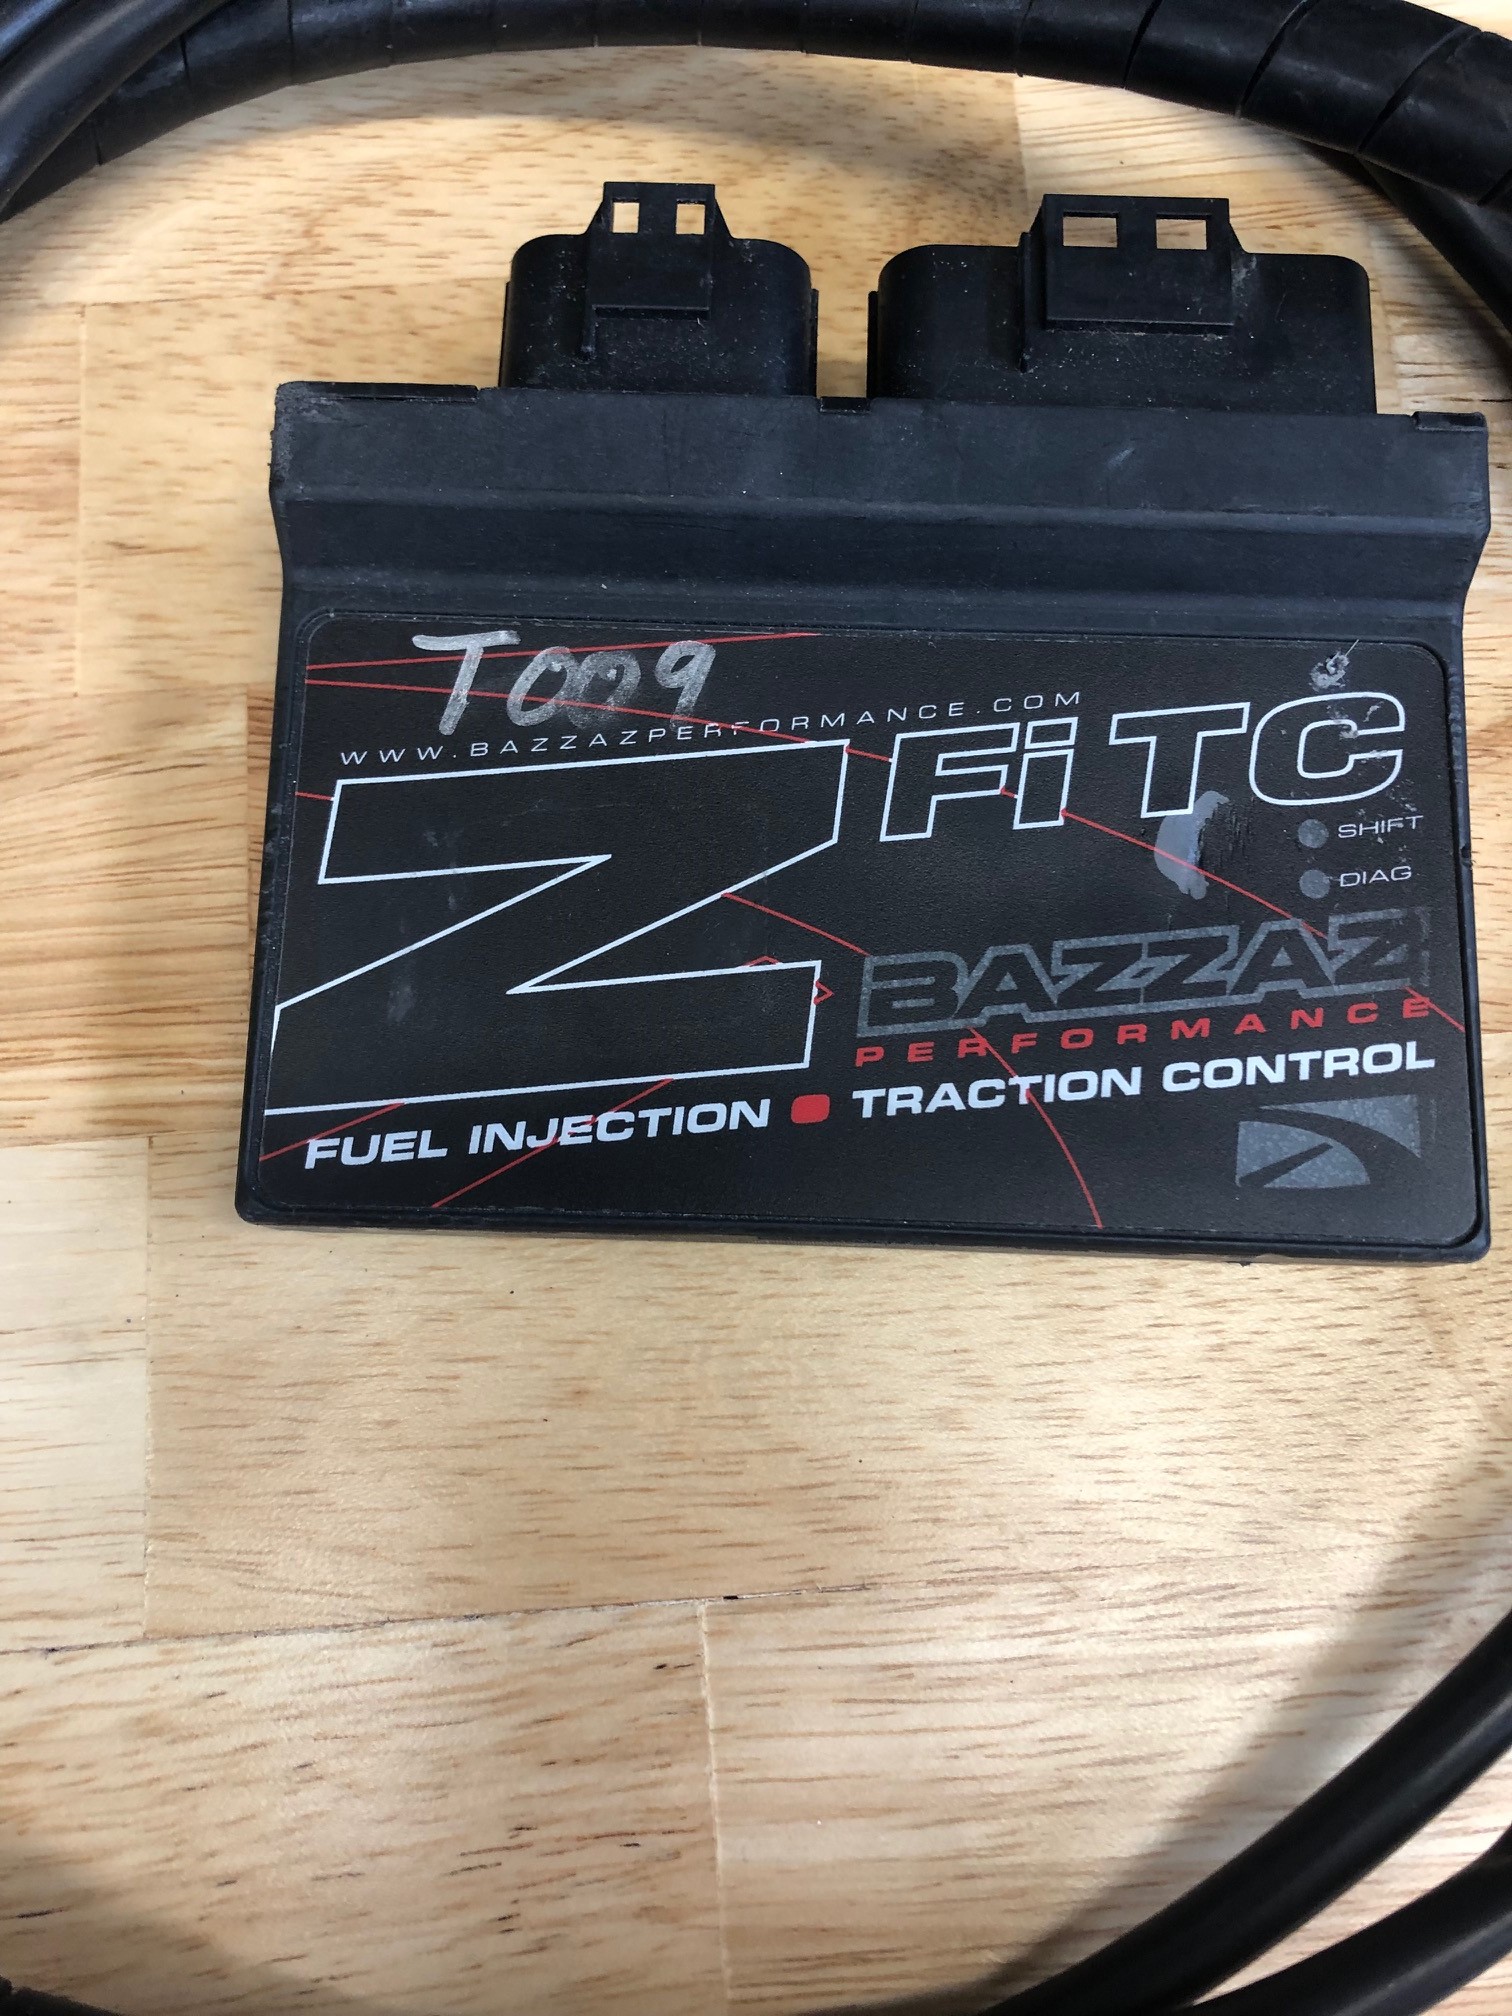 T009
WWW.BAZZAZPERFORMANCE.COM
Z Fi TC
SHIFT
DIAG
BAZZAZ
PERFORMANCE
FUEL INJECTION TRACTION CONTROL